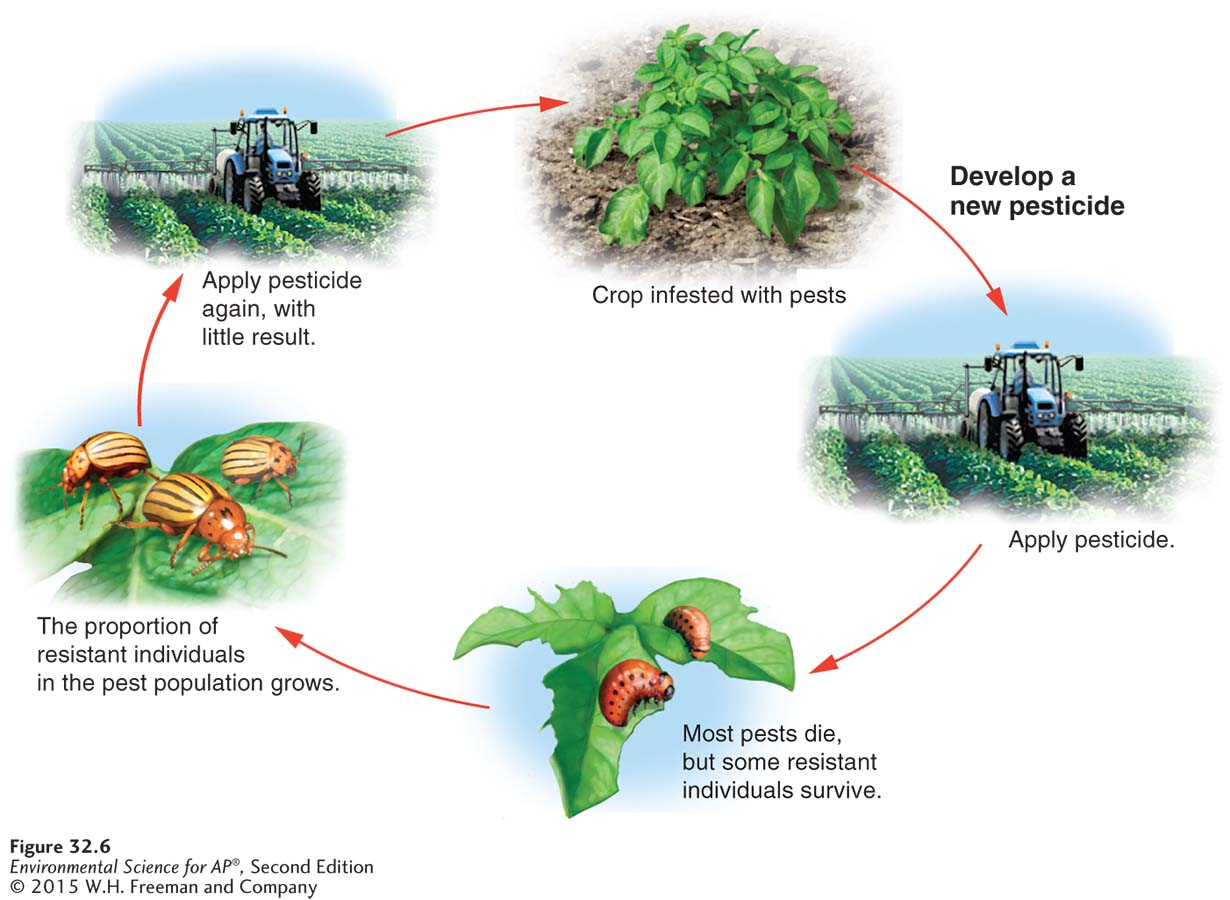 Develop a
new pesticide
Crop infested with pests
Apply pesticide
again, with
little result.
Apply pesticide.
The proportion of
resistant individuals
in the pest population grows.
Most pests die,
but some resistant
individuals survive.
Figure 32.6
Environmental Science for AP®, Second Edition
© 2015 W.H. Freeman and Company